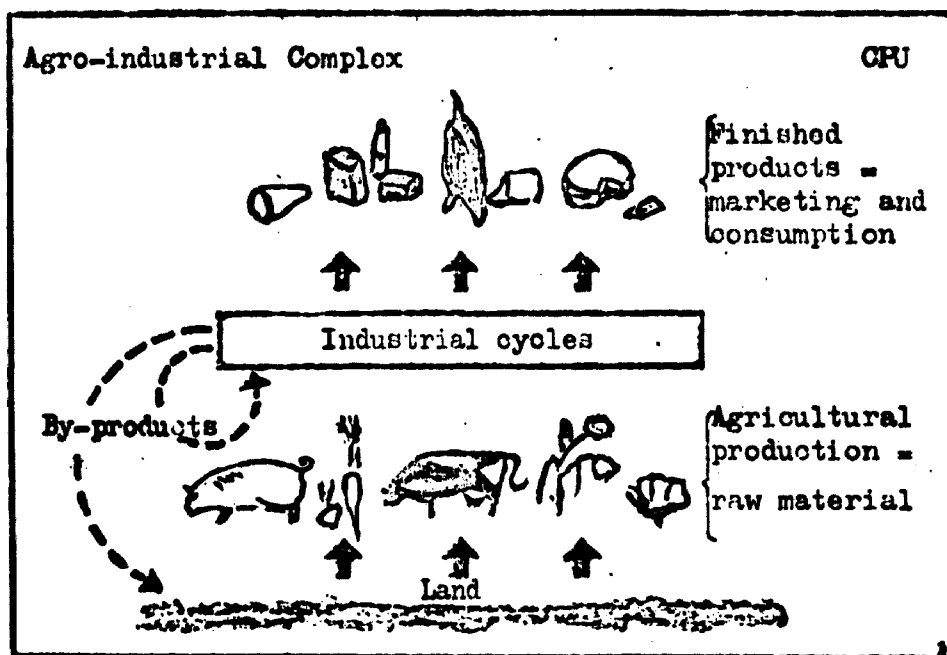 Agro-industrial Complex CPU
Finished
products =
marketing and
consumption
Industrial cycles
By-products
Agricultural
production =
raw material
Land